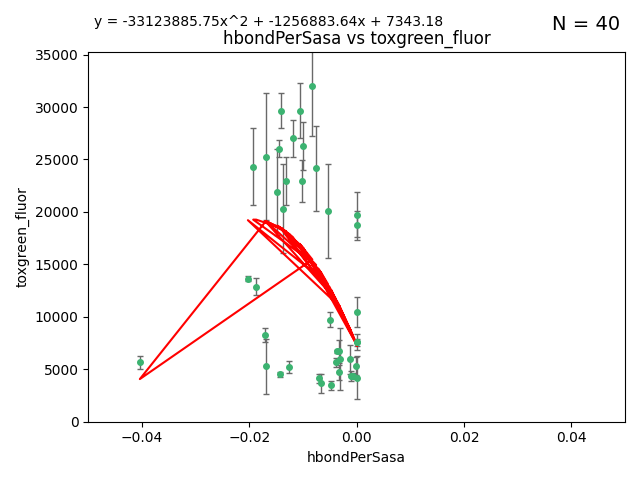 y = -33123885.75x^2 + -1256883.64x + 7343.18
N = 40
hbondPerSasa vs toxgreen_fluor
35000
30000
25000
20000
15000
10000
5000
0
toxgreen_fluor
−0.04
−0.02
0.00
0.02
0.04
hbondPerSasa